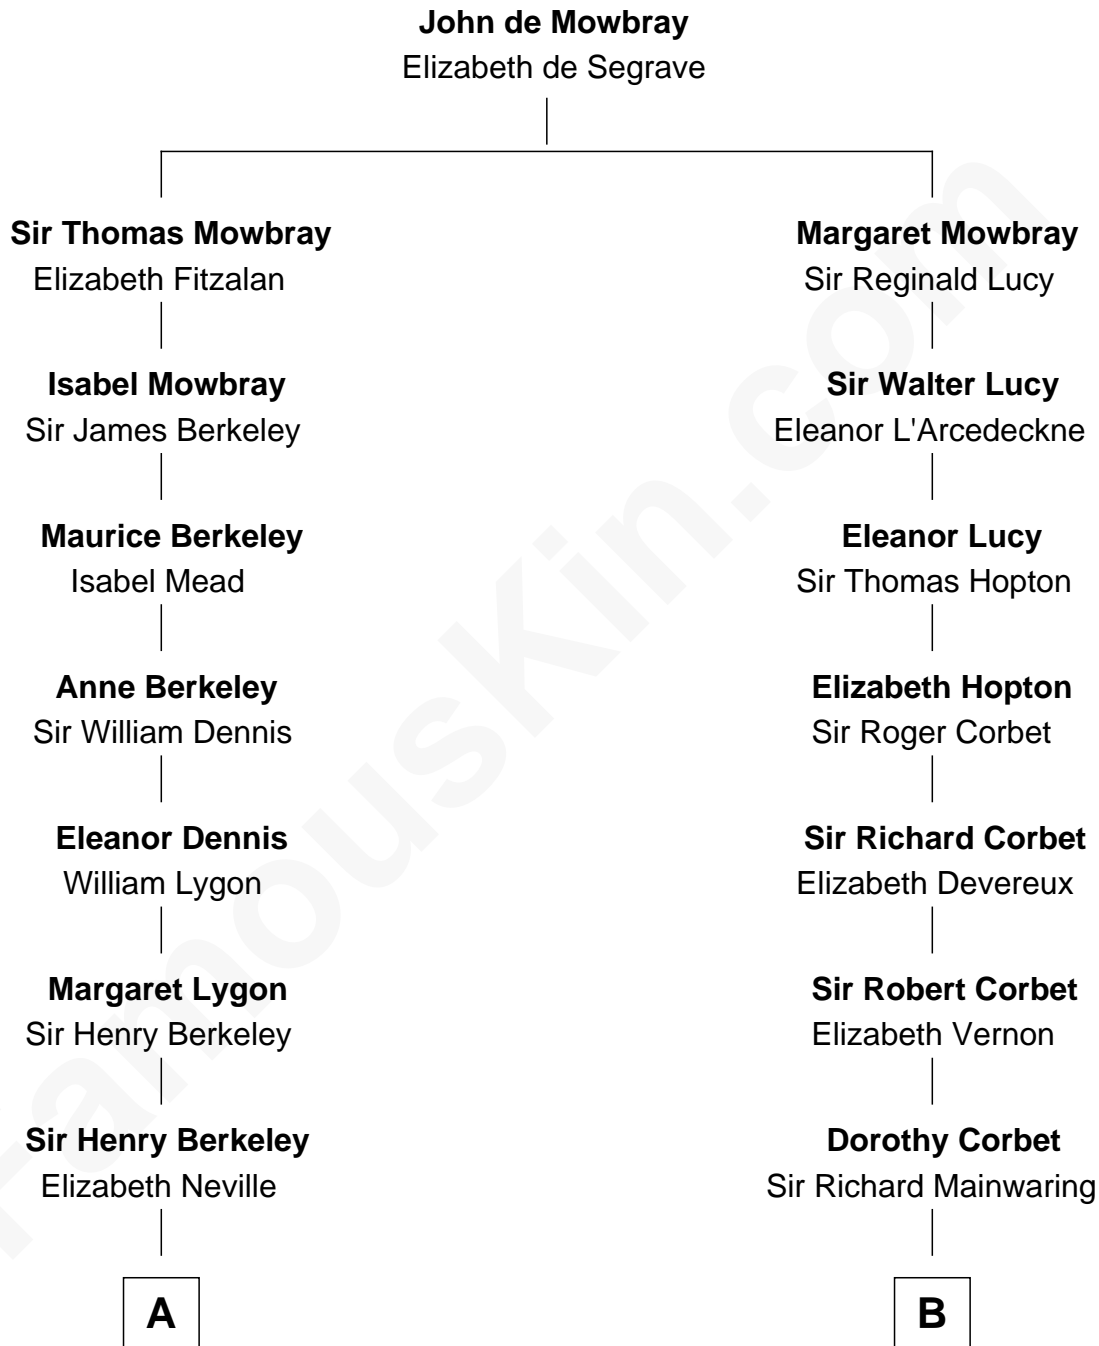 John de Mowbray
Elizabeth de Segrave
Sir Thomas Mowbray
Elizabeth Fitzalan
Margaret Mowbray
Sir Reginald Lucy
Isabel Mowbray
Sir James Berkeley
Sir Walter Lucy
Eleanor L'Arcedeckne
Maurice Berkeley
Isabel Mead
Eleanor Lucy
Sir Thomas Hopton
Anne Berkeley
Sir William Dennis
Elizabeth Hopton
Sir Roger Corbet
Eleanor Dennis
William Lygon
Sir Richard Corbet
Elizabeth Devereux
Margaret Lygon
Sir Henry Berkeley
Sir Robert Corbet
Elizabeth Vernon
Sir Henry Berkeley
Elizabeth Neville
Dorothy Corbet
Sir Richard Mainwaring
A
B
FamousKin.com